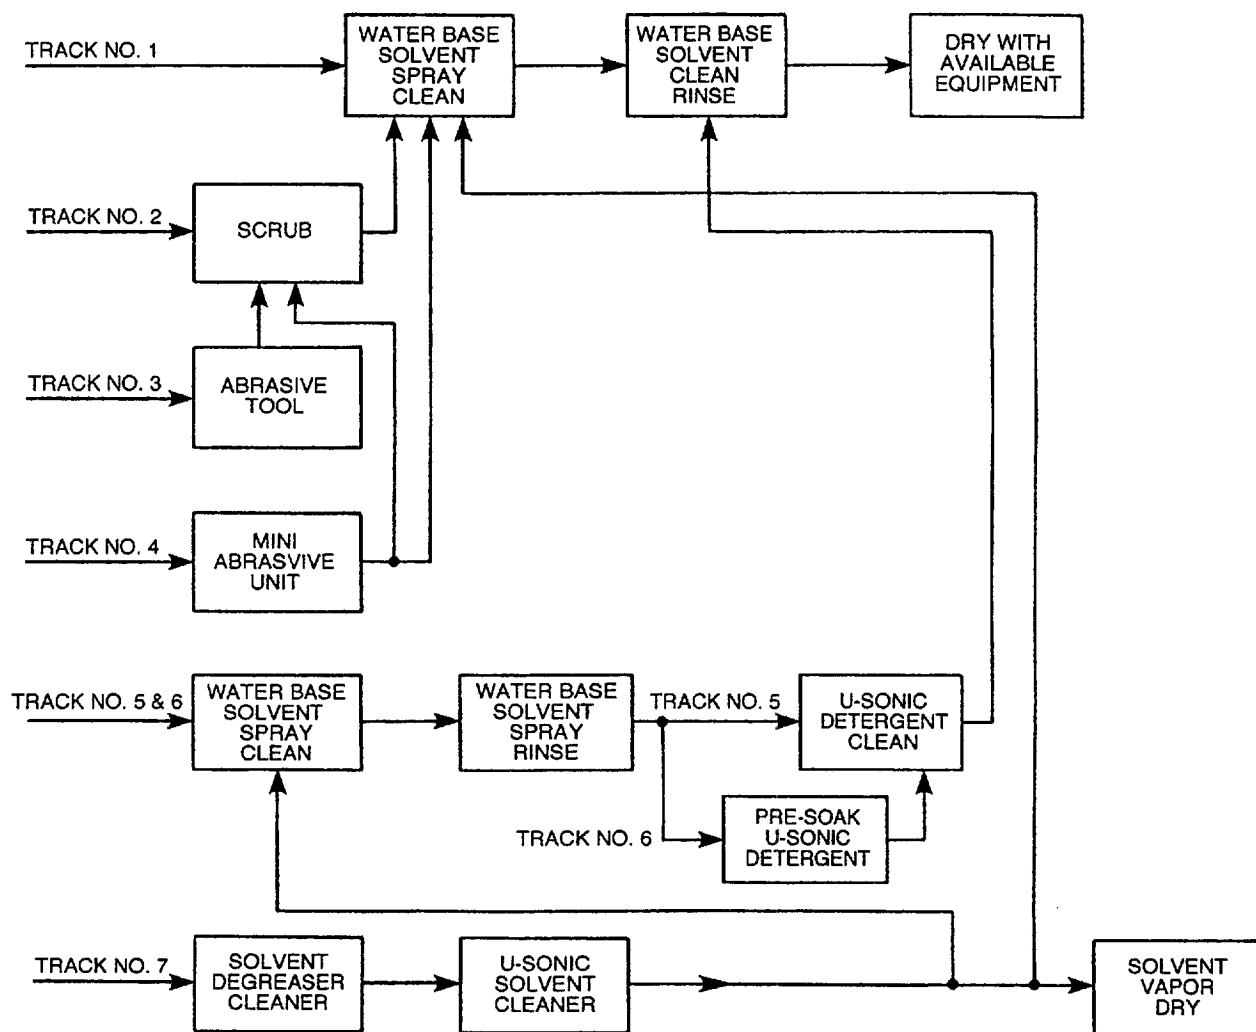 TRACK NO. 1
WATER BASE
SOLVENT
SPRAY
CLEAN
WATER BASE
SOLVENT
CLEAN
RINSE
DRY WITH
AVAILABLE
EQUIPMENT
TRACK NO. 2
SCRUB
TRACK NO. 3
ABRASIVE
TOOL
TRACK NO. 4
MINI
ABRASVIVE
UNIT
TRACK NO. 5 & 6
WATER BASE
SOLVENT
SPRAY
CLEAN
WATER BASE
SOLVENT
SPRAY
RINSE
TRACK NO. 5
U-SONIC
DETERGENT
CLEAN
TRACK NO. 6
PRE-SOAK
U-SONIC
DETERGENT
TRACK NO. 7
SOLVENT
DEGREASER
CLEANER
U-SONIC
SOLVENT
CLEANER
SOLVENT
VAPOR
DRY